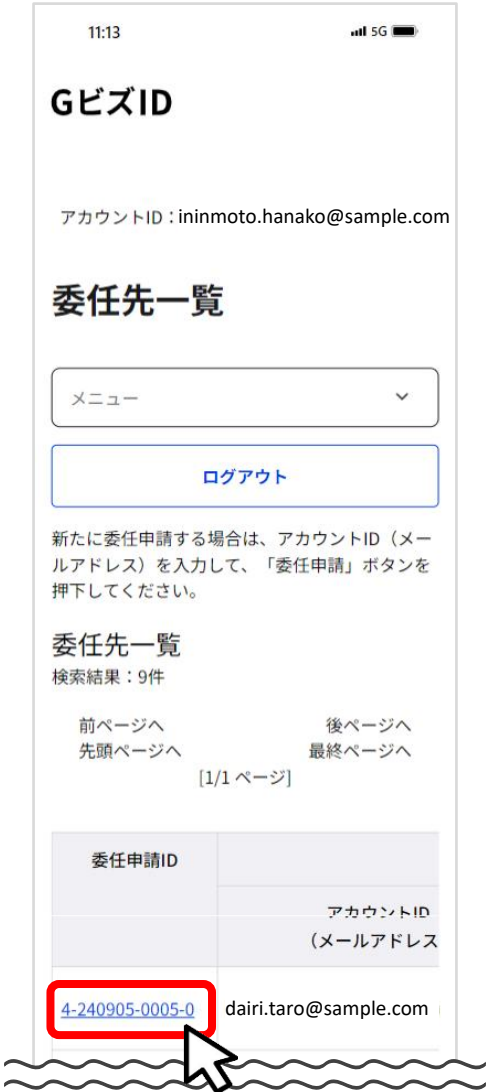 11:13
5G
GビズID
アカウントID：ininmoto.hanako@sample.com
委任先一覧
メニュー
ログアウト
新たに委任申請する場合は、アカウントID（メー
ルアドレス）を入力して、「委任申請」ボタンを
押下してください。
委任先一覧
検索結果：9件
前ページへ 後ページへ
先頭ページへ 最終ページへ
[1/1 ページ]
委任申請ID
アカウントID
（メールアドレス
4-240905-0005-0 dairi.taro@sample.com